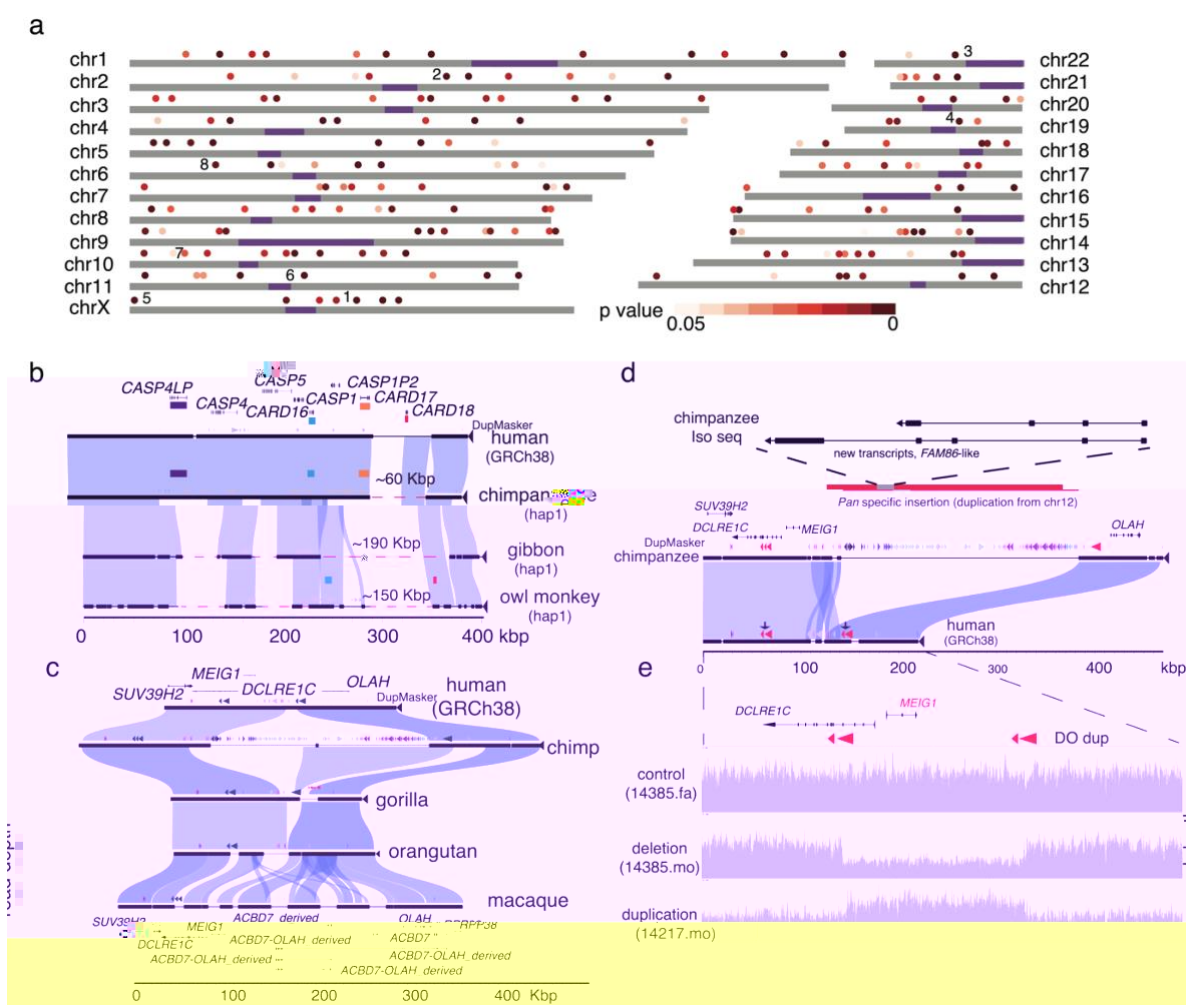 a
chr1
chr2
chr3
chr4
chr5
chr6
chr7
chr8
chr9
chr10
chr11
chrX
2
8
7
6
5
1
3
4
chr22
chr21
chr20
chr19
chr18
chr17
chr16
chr15
chr14
chr13
chr12
p value
0.05
0
b
CASP4LP
CASP5
CASP1P2
CASP4
CASP1
CARD17
CARD16
CARD18
DupMasker
human
(GRCh38)
~60 Kbp
(hap1)
~190 Kbp
gibbon
(hap1)
~150 Kbp
owl monkey
(hap1)
0 100 200 300 400 kbp
c
MEIG1
SUV39H2
DCLRE1C
OLAH
DupMasker
human
(GRCh38)
chimp
gorilla
orangutan
macaque
ACBD7_derived
OLAH
MEIG1
DCLRE1C
ACBD7-OLAH_derived
ACBD7
ACBD7-OLAH_derived
ACBD7-OLAH_derived
ACBD7-OLAH_derived
0 100 200 300 400 Kbp
d
chimpanzee
Iso seq
new transcripts, FAM86-like
Pan specific insertion (duplication from chr12)
SUV39H2
DCLRE1C
MEIG1
OLAH
DupMasker
chimpanzee
human
(GRCh38)
0 100 200 300 400 kbp
e
DCLRE1C
MEIG1
DO dup
control
(14385.fa)
deletion
(14385.mo)
duplication
(14217.mo)